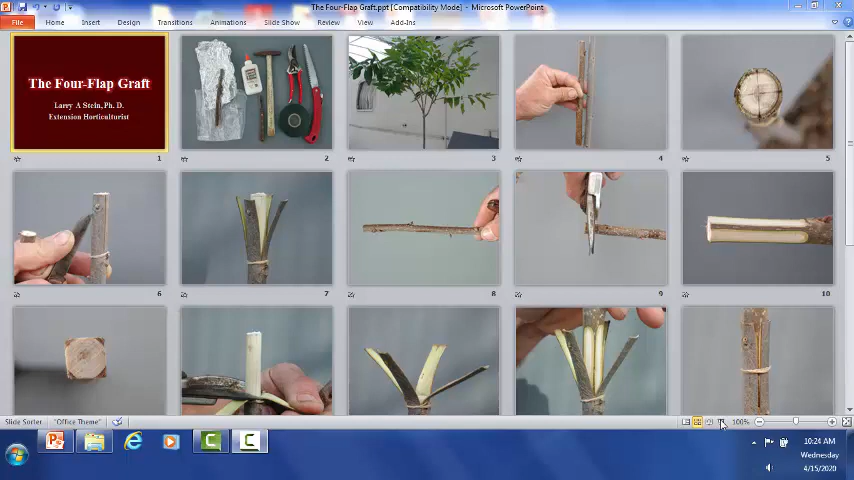 The Four-Flap Graft.ppt [Compatibility Mode] - Microsoft PowerPoint
File Home Insert Design Transitions Animations Slide Show Review View Add-Ins
The Four-Flap Graft
Larry A Stein, Ph. D.
Extension Horticulturist
1 2 3 4 5
6 7 8 9 10
Slide Sorter "Office Theme" 100%
10:24 AM
Wednesday
4/15/2020